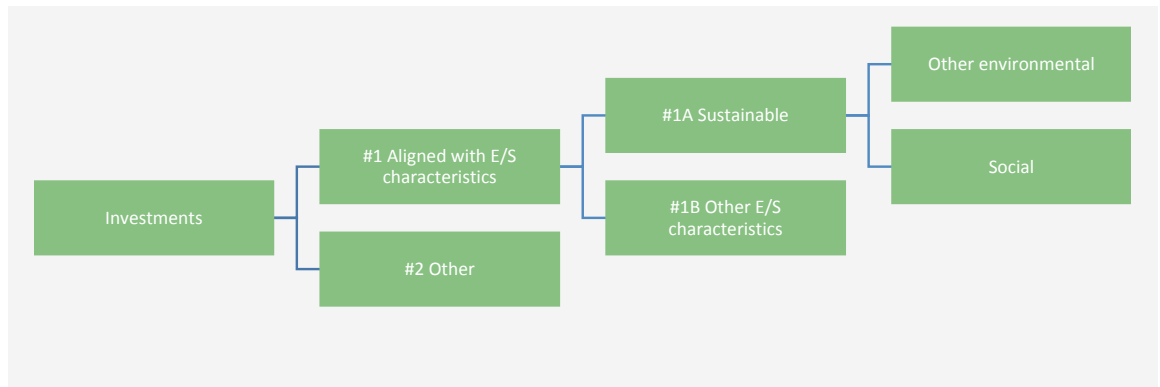 Investments
#1 Aligned with E/S
characteristics
#2 Other
#1A Sustainable
#1B Other E/S
characteristics
Other environmental
Social